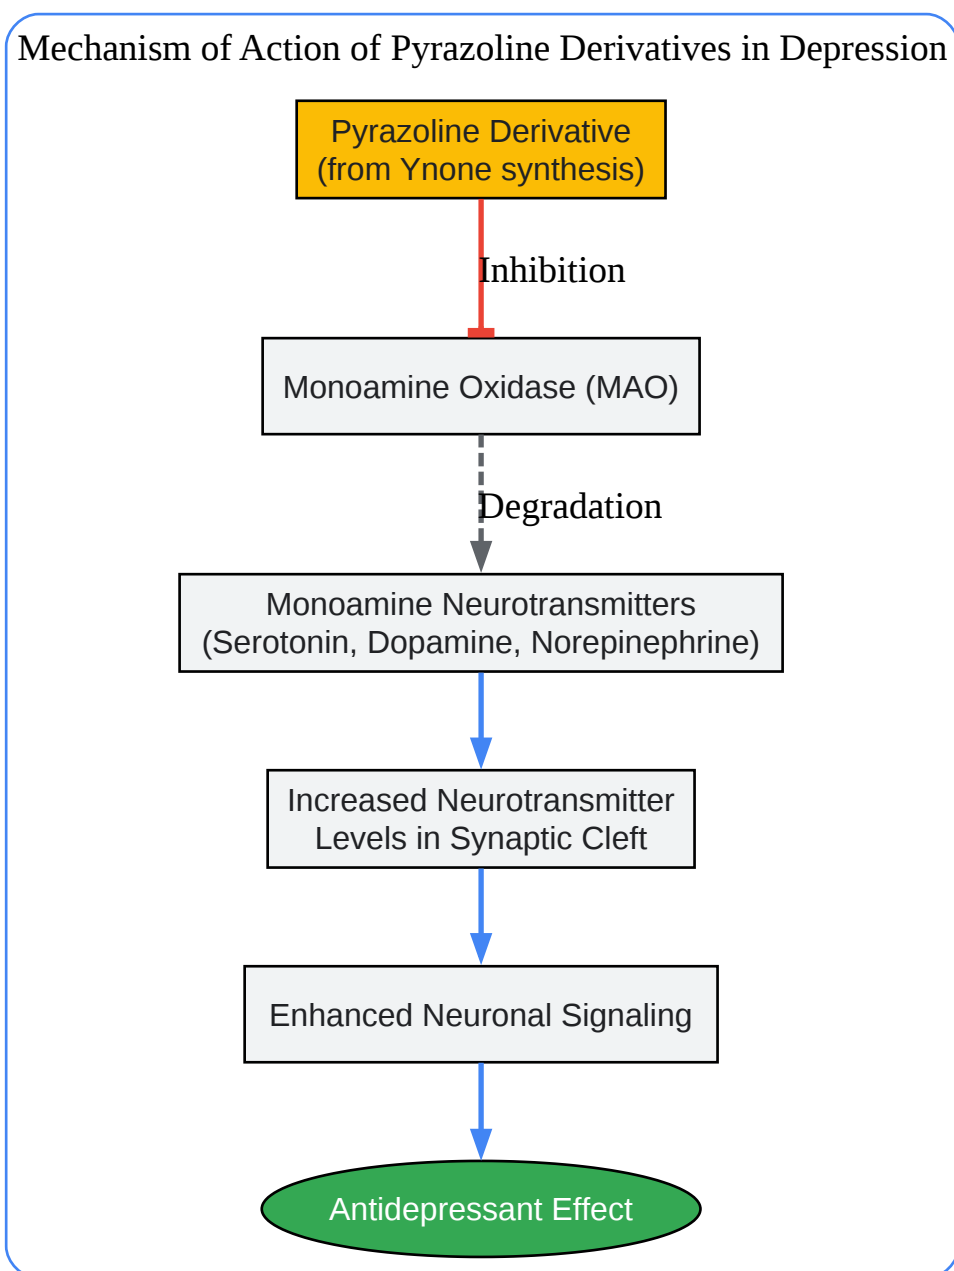 Mechanism of Action of Pyrazoline Derivatives in Depression
Pyrazoline Derivative
(from Ynone synthesis)
Inhibition
Monoamine Oxidase (MAO)
Degradation
Monoamine Neurotransmitters
(Serotonin, Dopamine, Norepinephrine)
Increased Neurotransmitter
Levels in Synaptic Cleft
Enhanced Neuronal Signaling
Antidepressant Effect